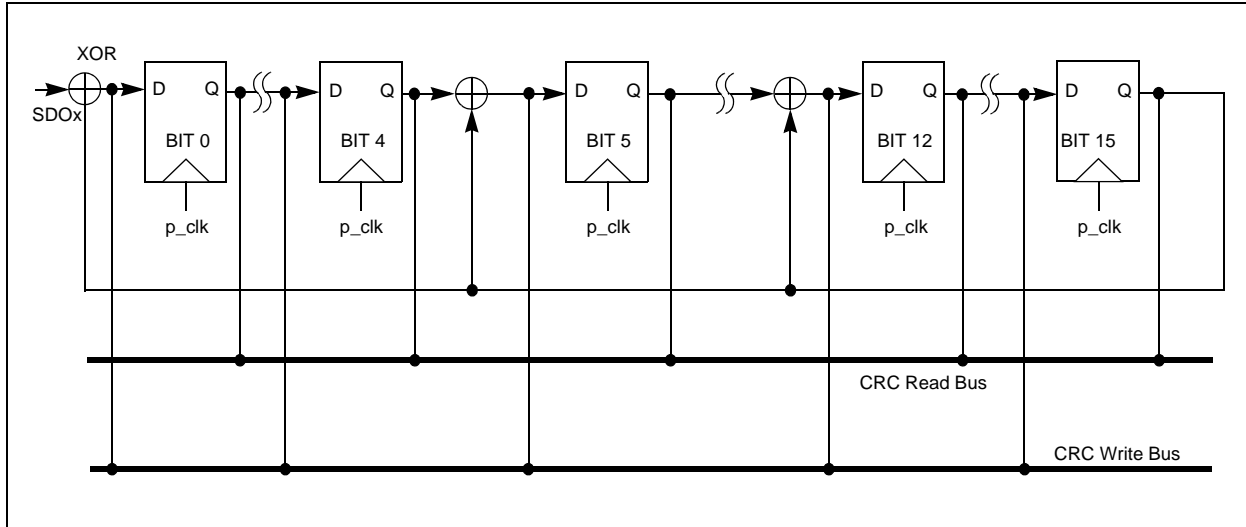 XOR
SDOx
D Q
BIT 0
p_clk
D Q
BIT 4
p_clk
D Q
BIT 5
p_clk
D Q
BIT 12
p_clk
D Q
BIT 15
p_clk
CRC Read Bus
CRC Write Bus